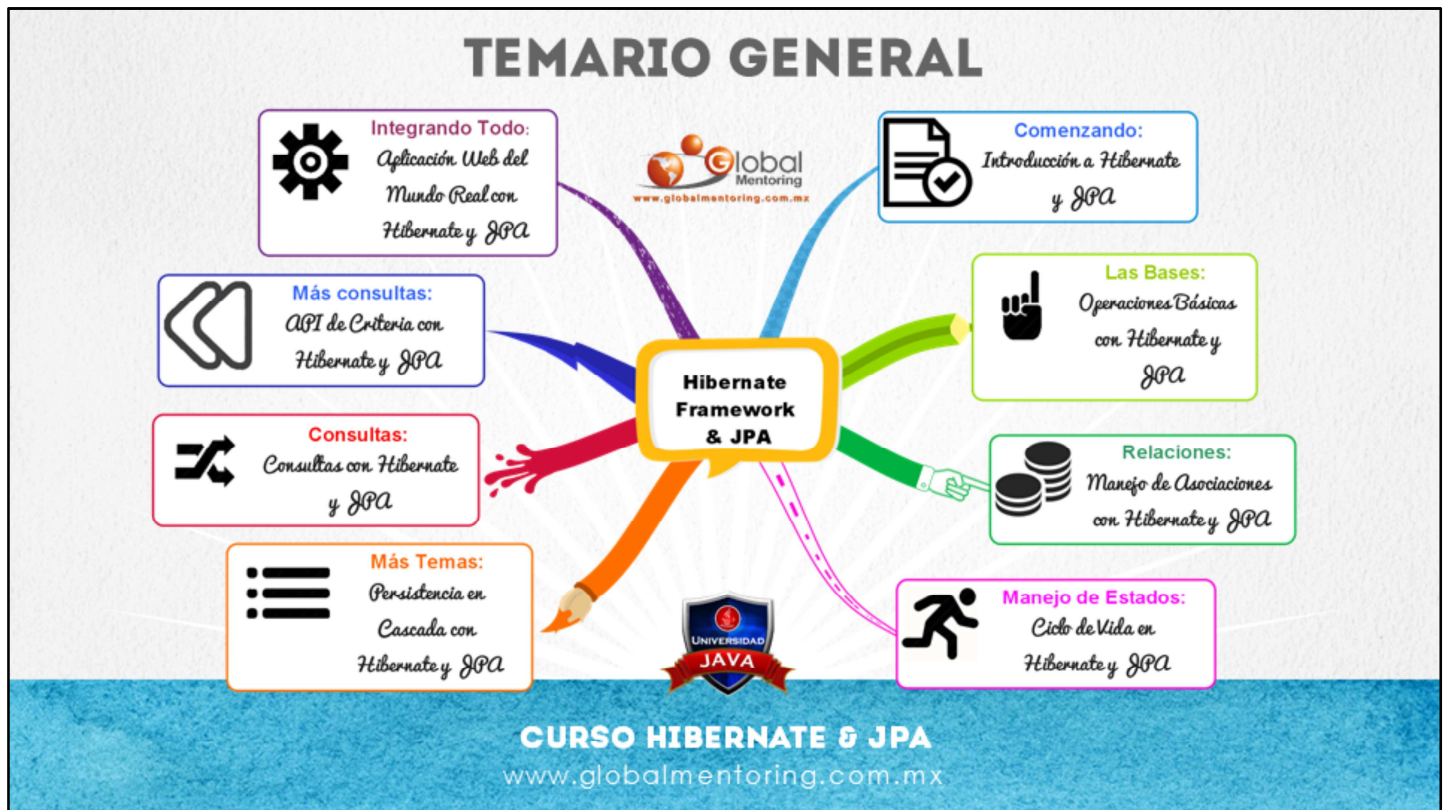 TEMARIO GENERAL
Integrando Todo:
Aplicación Web del
Mundo Real con
Hibernate y JPA
Global
Mentoring
www.globalmentoring.com.mx
Comenzando:
Introducción a Hibernate
y JPA
Más consultas:
API de Criteria con
Hibernate y JPA
Las Bases:
Operaciones Básicas
con Hibernate y
JPA
Hibernate
Framework
& JPA
Consultas:
Consultas con Hibernate
y JPA
Relaciones:
Manejo de Asociaciones
con Hibernate y JPA
Más Temas:
Persistencia en
Cascada con
Hibernate y JPA
Manejo de Estados:
Ciclo de Vida en
Hibernate y JPA
UNIVERSIDAD
JAVA
CURSO HIBERNATE & JPA
www.globalmentoring.com.mx